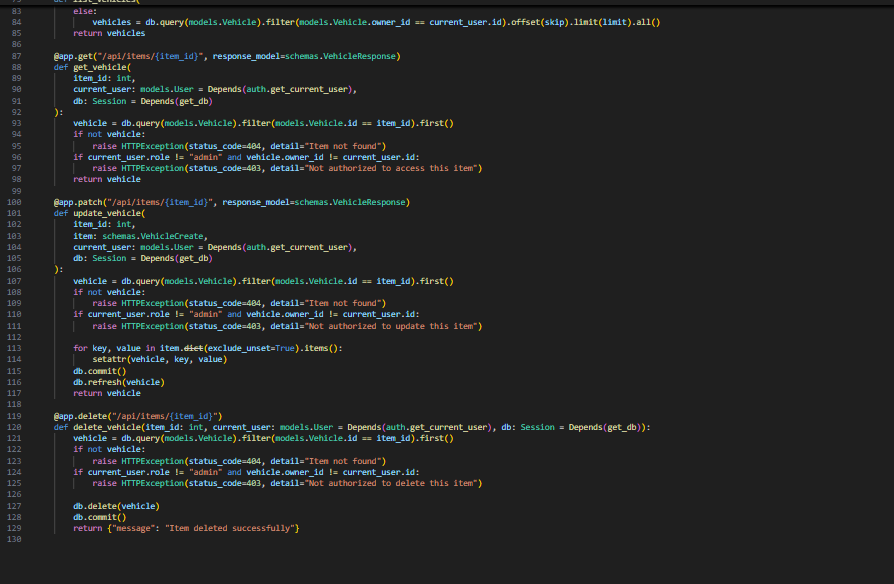 83 else:
84 vehicles = db.query(models.Vehicle).filter(models.Vehicle.owner_id == current_user.id).offset(skip).limit(limit).all()
85 return vehicles
86
87 @app.get("/api/items/{item_id}", response_model=schemas.VehicleResponse)
88 def get_vehicle(
89 item_id: int,
90 current_user: models.User = Depends(auth.get_current_user),
91 db: Session = Depends(get_db)
92 ):
93 vehicle = db.query(models.Vehicle).filter(models.Vehicle.id == item_id).first()
94 if not vehicle:
95 raise HTTPException(status_code=404, detail="Item not found")
96 if current_user.role != "admin" and vehicle.owner_id != current_user.id:
97 raise HTTPException(status_code=403, detail="Not authorized to access this item")
98 return vehicle
99
100 @app.patch("/api/items/{item_id}", response_model=schemas.VehicleResponse)
101 def update_vehicle(
102 item_id: int,
103 item: schemas.VehicleCreate,
104 current_user: models.User = Depends(auth.get_current_user),
105 db: Session = Depends(get_db)
106 ):
107 vehicle = db.query(models.Vehicle).filter(models.Vehicle.id == item_id).first()
108 if not vehicle:
109 raise HTTPException(status_code=404, detail="Item not found")
110 if current_user.role != "admin" and vehicle.owner_id != current_user.id:
111 raise HTTPException(status_code=403, detail="Not authorized to update this item")
112
113 for key, value in item.dict(exclude_unset=True).items():
114 setattr(vehicle, key, value)
115 db.commit()
116 db.refresh(vehicle)
117 return vehicle
118
119 @app.delete("/api/items/{item_id}")
120 def delete_vehicle(item_id: int, current_user: models.User = Depends(auth.get_current_user), db: Session = Depends(get_db)):
121 vehicle = db.query(models.Vehicle).filter(models.Vehicle.id == item_id).first()
122 if not vehicle:
123 raise HTTPException(status_code=404, detail="Item not found")
124 if current_user.role != "admin" and vehicle.owner_id != current_user.id:
125 raise HTTPException(status_code=403, detail="Not authorized to delete this item")
126
127 db.delete(vehicle)
128 db.commit()
129 return {"message": "Item deleted successfully"}
130